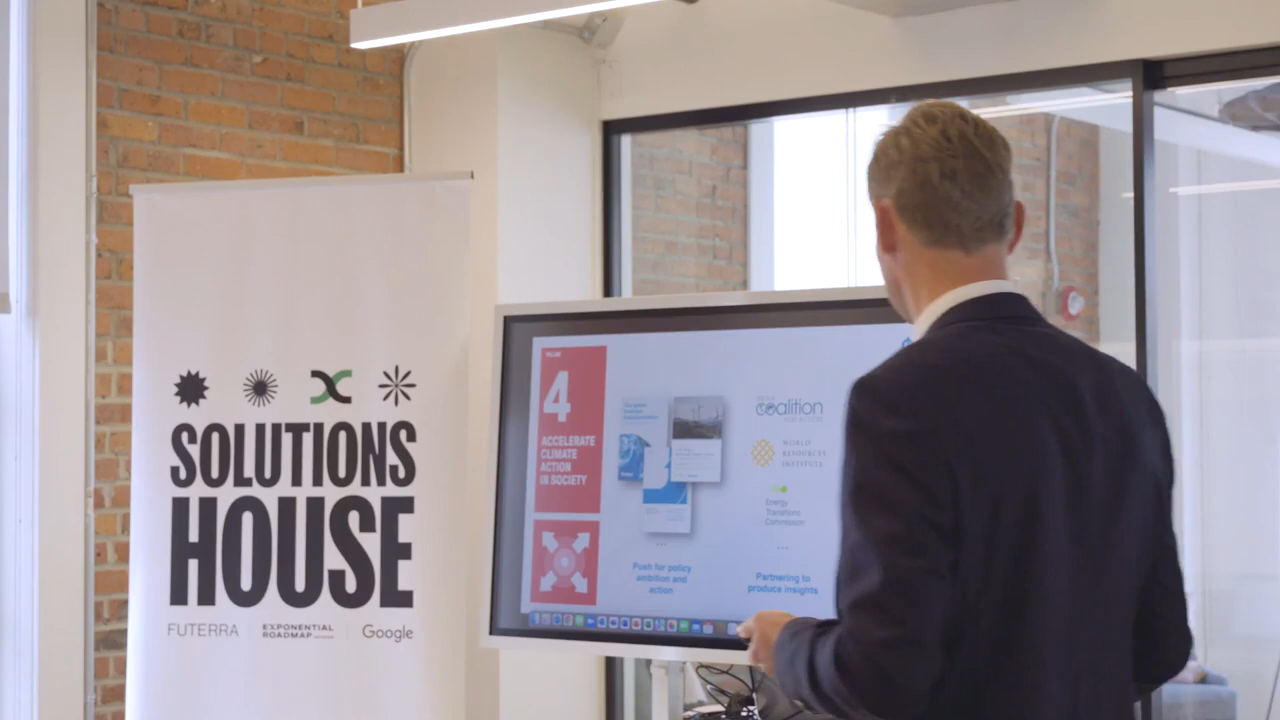 SOLUTIONS
HOUSE
FUTERRA
EXPONENTIAL
ROADMAP
Google
PILLAR
4
ACCELERATE
CLIMATE
ACTION
IN SOCIETY
Push for policy
ambition and
action
coalition
WORLD
RESOURCES
INSTITUTE
Energy
Transitions
Commission
Partnering to
produce insights